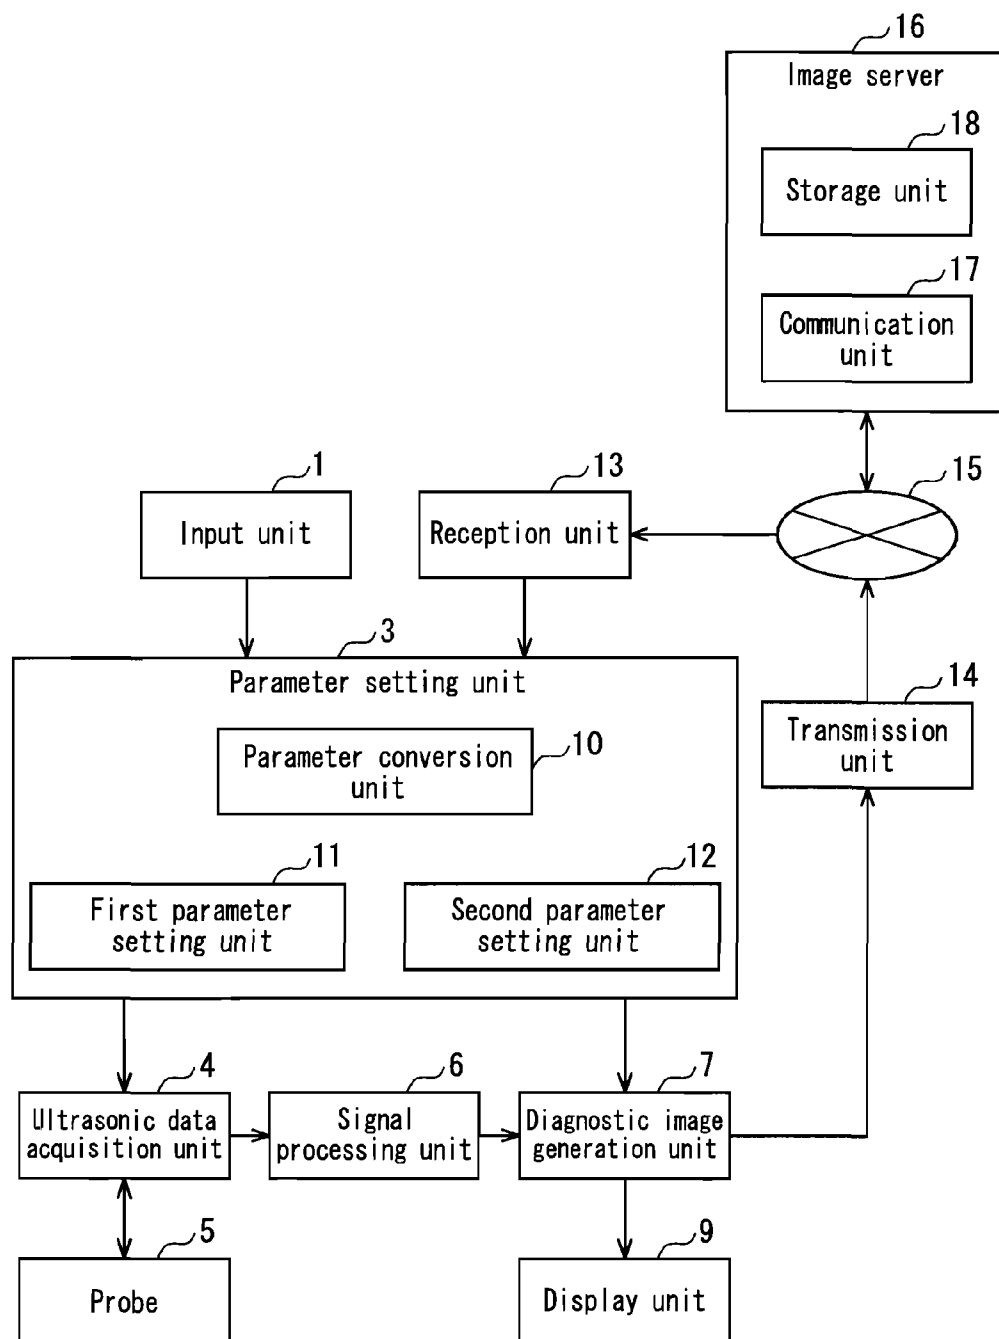 16
Image server
18
Storage unit
17
Communication
unit
1
13
15
Input unit
Reception unit
3
Parameter setting unit
14
Transmission
unit
10
Parameter conversion
unit
11
12
First parameter
setting unit
Second parameter
setting unit
4
6
7
Ultrasonic data
acquisition unit
Signal
processing unit
Diagnostic image
generation unit
5
9
Probe
Display unit